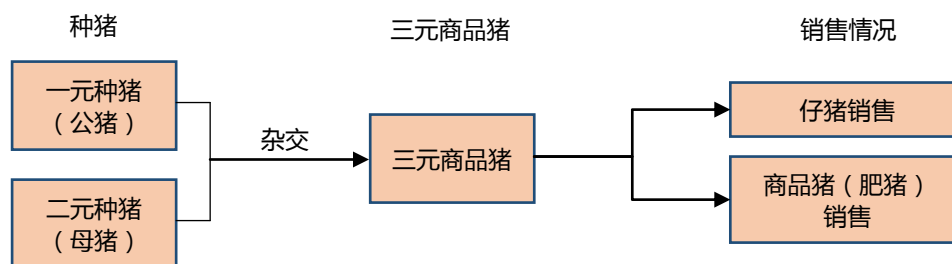 种猪
三元商品猪
销售情况
一元种猪
（公猪）
二元种猪
（母猪）
杂交
三元商品猪
仔猪销售
商品猪（肥猪）
销售